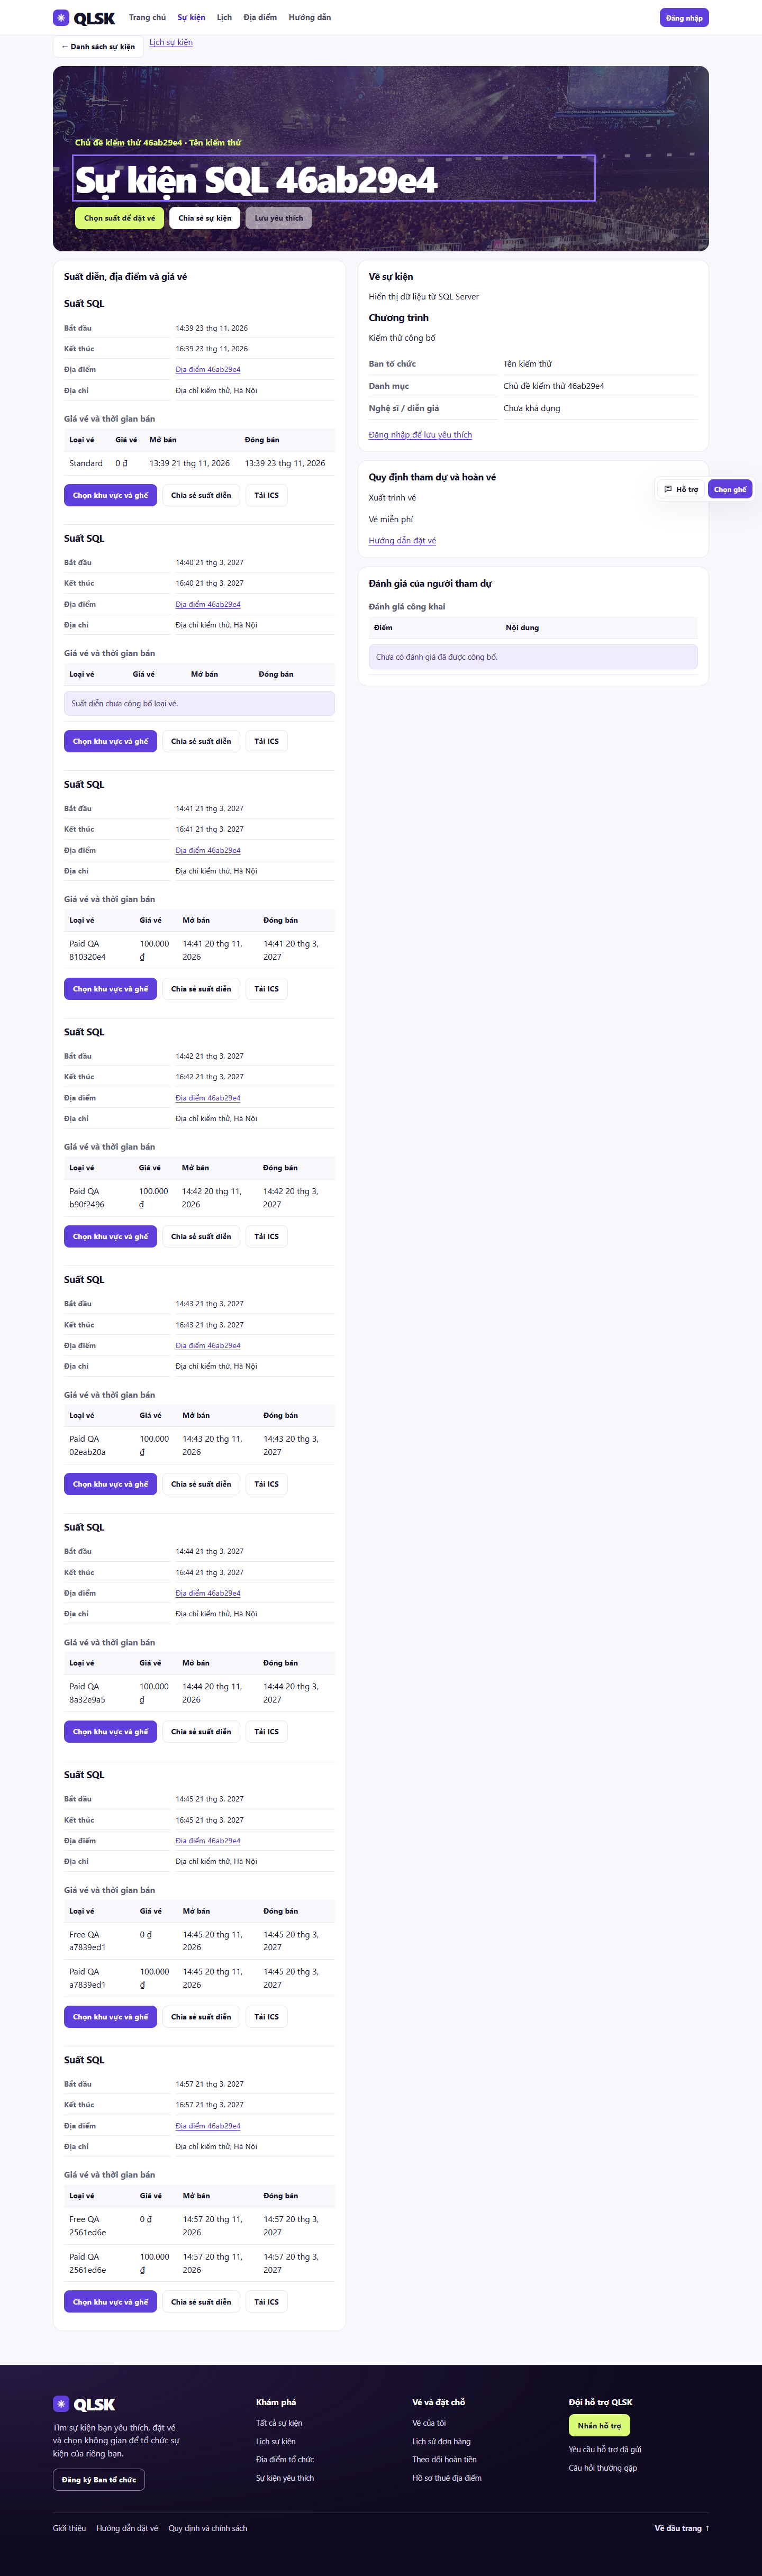 QLSK
Trang chủ
Sự kiện
Lịch
Địa điểm
Hướng dẫn
Đăng nhập
← Danh sách sự kiện
Lịch sự kiện
Chủ đề kiểm thử 46ab29e4 · Tên kiểm thử
Sự kiện SQL 46ab29e4
Chọn suất để đặt vé
Chia sẻ sự kiện
Lưu yêu thích
Suất diễn, địa điểm và giá vé
Suất SQL
Bắt đầu 14:39 23 thg 11, 2026
Kết thúc 16:39 23 thg 11, 2026
Địa điểm Địa điểm 46ab29e4
Địa chỉ Địa chỉ kiểm thử, Hà Nội
Giá vé và thời gian bán
Loại vé Giá vé Mở bán Đóng bán
Standard 0 ₫ 13:39 21 thg 11, 2026 13:39 23 thg 11, 2026
Chọn khu vực và ghế Chia sẻ suất diễn Tải ICS
Suất SQL
Bắt đầu 14:40 21 thg 3, 2027
Kết thúc 16:40 21 thg 3, 2027
Địa điểm Địa điểm 46ab29e4
Địa chỉ Địa chỉ kiểm thử, Hà Nội
Giá vé và thời gian bán
Loại vé Giá vé Mở bán Đóng bán
Suất diễn chưa công bố loại vé.
Chọn khu vực và ghế Chia sẻ suất diễn Tải ICS
Suất SQL
Bắt đầu 14:41 21 thg 3, 2027
Kết thúc 16:41 21 thg 3, 2027
Địa điểm Địa điểm 46ab29e4
Địa chỉ Địa chỉ kiểm thử, Hà Nội
Giá vé và thời gian bán
Loại vé Giá vé Mở bán Đóng bán
Paid QA 100.000 14:41 20 thg 11, 14:41 20 thg 3,
810320e4 ₫ 2026 2027
Chọn khu vực và ghế Chia sẻ suất diễn Tải ICS
Suất SQL
Bắt đầu 14:42 21 thg 3, 2027
Kết thúc 16:42 21 thg 3, 2027
Địa điểm Địa điểm 46ab29e4
Địa chỉ Địa chỉ kiểm thử, Hà Nội
Giá vé và thời gian bán
Loại vé Giá vé Mở bán Đóng bán
Paid QA 100.000 14:42 20 thg 11, 14:42 20 thg 3,
b90f2496 ₫ 2026 2027
Chọn khu vực và ghế Chia sẻ suất diễn Tải ICS
Suất SQL
Bắt đầu 14:43 21 thg 3, 2027
Kết thúc 16:43 21 thg 3, 2027
Địa điểm Địa điểm 46ab29e4
Địa chỉ Địa chỉ kiểm thử, Hà Nội
Giá vé và thời gian bán
Loại vé Giá vé Mở bán Đóng bán
Paid QA 100.000 14:43 20 thg 11, 14:43 20 thg 3,
02eab20a ₫ 2026 2027
Chọn khu vực và ghế Chia sẻ suất diễn Tải ICS
Suất SQL
Bắt đầu 14:44 21 thg 3, 2027
Kết thúc 16:44 21 thg 3, 2027
Địa điểm Địa điểm 46ab29e4
Địa chỉ Địa chỉ kiểm thử, Hà Nội
Giá vé và thời gian bán
Loại vé Giá vé Mở bán Đóng bán
Paid QA 100.000 14:44 20 thg 11, 14:44 20 thg 3,
8a32e9a5 ₫ 2026 2027
Chọn khu vực và ghế Chia sẻ suất diễn Tải ICS
Suất SQL
Bắt đầu 14:45 21 thg 3, 2027
Kết thúc 16:45 21 thg 3, 2027
Địa điểm Địa điểm 46ab29e4
Địa chỉ Địa chỉ kiểm thử, Hà Nội
Giá vé và thời gian bán
Loại vé Giá vé Mở bán Đóng bán
Free QA 0 ₫ 14:45 20 thg 11, 14:45 20 thg 3,
a7839ed1 2026 2027
Paid QA 100.000 14:45 20 thg 11, 14:45 20 thg 3,
a7839ed1 ₫ 2026 2027
Chọn khu vực và ghế Chia sẻ suất diễn Tải ICS
Suất SQL
Bắt đầu 14:57 21 thg 3, 2027
Kết thúc 16:57 21 thg 3, 2027
Địa điểm Địa điểm 46ab29e4
Địa chỉ Địa chỉ kiểm thử, Hà Nội
Giá vé và thời gian bán
Loại vé Giá vé Mở bán Đóng bán
Free QA 0 ₫ 14:57 20 thg 11, 14:57 20 thg 3,
2561ed6e 2026 2027
Paid QA 100.000 14:57 20 thg 11, 14:57 20 thg 3,
2561ed6e ₫ 2026 2027
Chọn khu vực và ghế Chia sẻ suất diễn Tải ICS
Về sự kiện
Hiển thị dữ liệu từ SQL Server
Chương trình
Kiểm thử công bố
Ban tổ chức Tên kiểm thử
Danh mục Chủ đề kiểm thử 46ab29e4
Nghệ sĩ / diễn giả Chưa khả dụng
Đăng nhập để lưu yêu thích
Quy định tham dự và hoàn vé
Xuất trình vé
Vé miễn phí
Hướng dẫn đặt vé
Hỗ trợ
Chọn ghế
Đánh giá của người tham dự
Đánh giá công khai
Điểm Nội dung
Chưa có đánh giá đã được công bố.
QLSK
Tìm sự kiện bạn yêu thích, đặt vé
và chọn không gian để tổ chức sự
kiện của riêng bạn.
Đăng ký Ban tổ chức
Khám phá
Tất cả sự kiện
Lịch sự kiện
Địa điểm tổ chức
Sự kiện yêu thích
Vé và đặt chỗ
Vé của tôi
Lịch sử đơn hàng
Theo dõi hoàn tiền
Hồ sơ thuê địa điểm
Đội hỗ trợ QLSK
Nhắn hỗ trợ
Yêu cầu hỗ trợ đã gửi
Câu hỏi thường gặp
Giới thiệu
Hướng dẫn đặt vé
Quy định và chính sách
Về đầu trang ↑